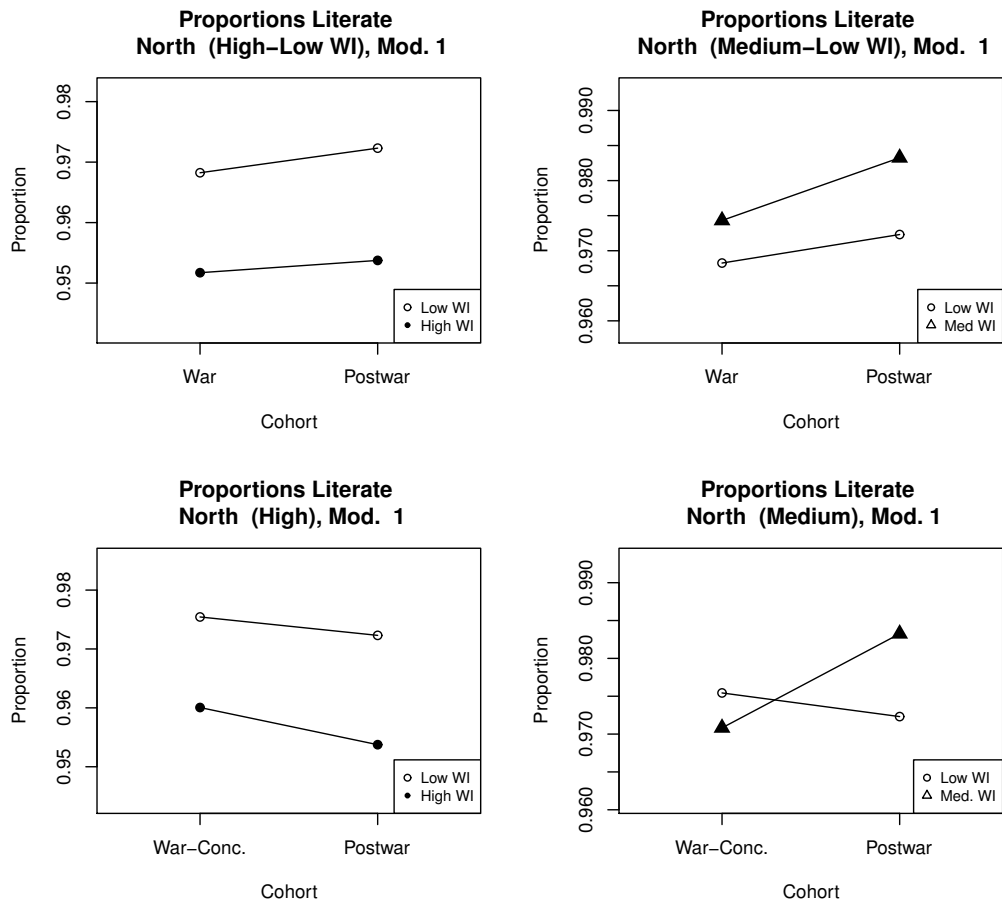 Proportions Literate
North (High−Low WI), Mod. 1
Proportion
0.98
0.97
0.96
0.95
Low WI
High WI
War Postwar
Cohort
Proportions Literate
North (Medium−Low WI), Mod. 1
Proportion
0.990
0.980
0.970
0.960
Low WI
Med WI
War Postwar
Cohort
Proportions Literate
North (High), Mod. 1
Proportion
0.98
0.97
0.96
0.95
Low WI
High WI
War−Conc. Postwar
Cohort
Proportions Literate
North (Medium), Mod. 1
Proportion
0.990
0.980
0.970
0.960
Low WI
Med. WI
War−Conc. Postwar
Cohort